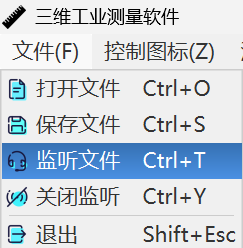 三维工业测量软件
文件(F) 控制图标(Z)
打开文件 Ctrl+O
保存文件 Ctrl+S
监听文件 Ctrl+T
关闭监听 Ctrl+Y
退出 Shift+Esc